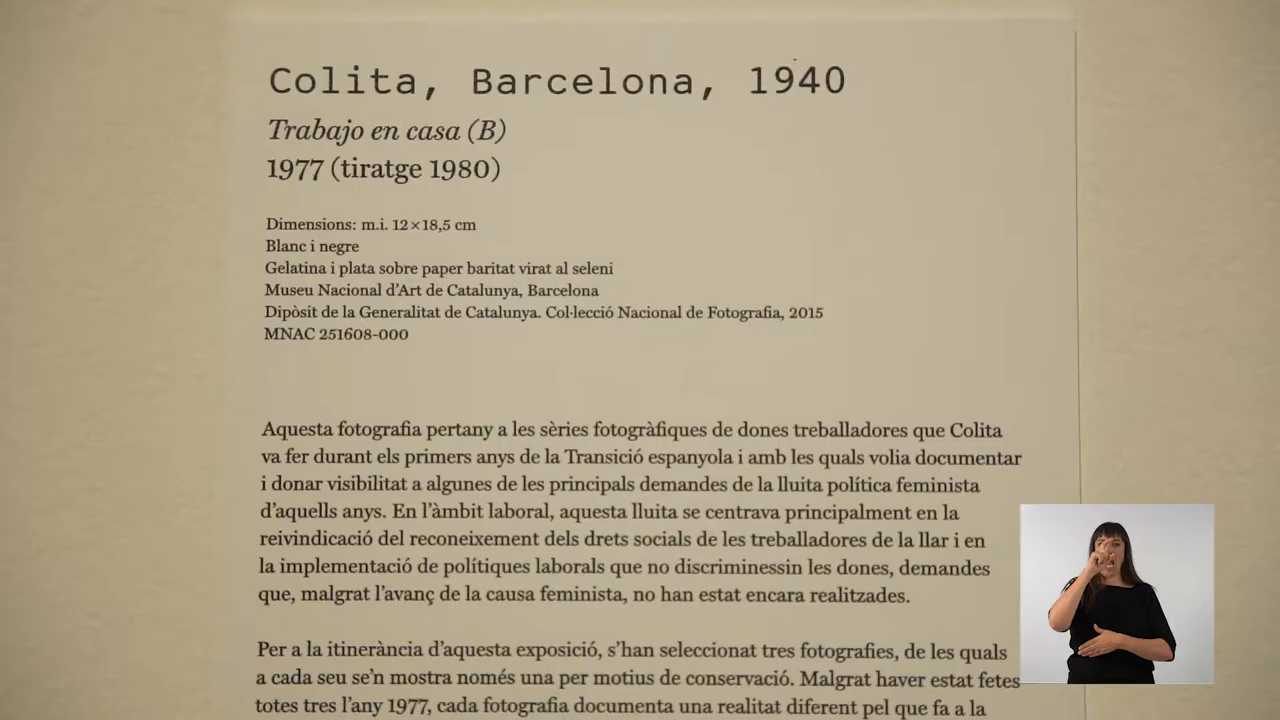 Colita, Barcelona, 1940
Trabajo en casa (B)
1977 (tiratge 1980)
Dimensions: m.i. 12×18,5 cm
Blanc i negre
Gelatina i plata sobre paper baritat virat al seleni
Museu Nacional d’Art de Catalunya, Barcelona
Dipòsit de la Generalitat de Catalunya. Col·lecció Nacional de Fotografia, 2015
MNAC 251608-000
Aquesta fotografia pertany a les sèries fotogràfiques de dones treballadores que Colita
va fer durant els primers anys de la Transició espanyola i amb les quals volia documentar
i donar visibilitat a algunes de les principals demandes de la lluita política feminista
d’aquells anys. En l’àmbit laboral, aquesta lluita se centrava principalment en la
reivindicació del reconeixement dels drets socials de les treballadores de la llar i en
la implementació de polítiques laborals que no discriminessin les dones, demandes
que, malgrat l’avanç de la causa feminista, no han estat encara realitzades.
Per a la itinerància d’aquesta exposició, s’han seleccionat tres fotografies, de les quals
a cada seu se’n mostra només una per motius de conservació. Malgrat haver estat fetes
totes tres l’any 1977, cada fotografia documenta una realitat diferent pel que fa a la